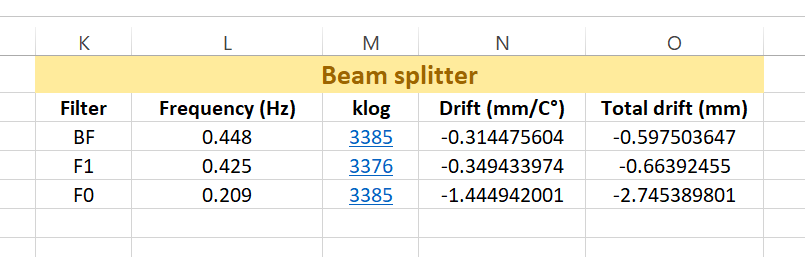 K L M N O
Beam splitter
Filter Frequency (Hz) klog Drift (mm/C°) Total drift (mm)
BF 0.448 3385 -0.314475604 -0.597503647
F1 0.425 3376 -0.349433974 -0.66392455
F0 0.209 3385 -1.444942001 -2.745389801